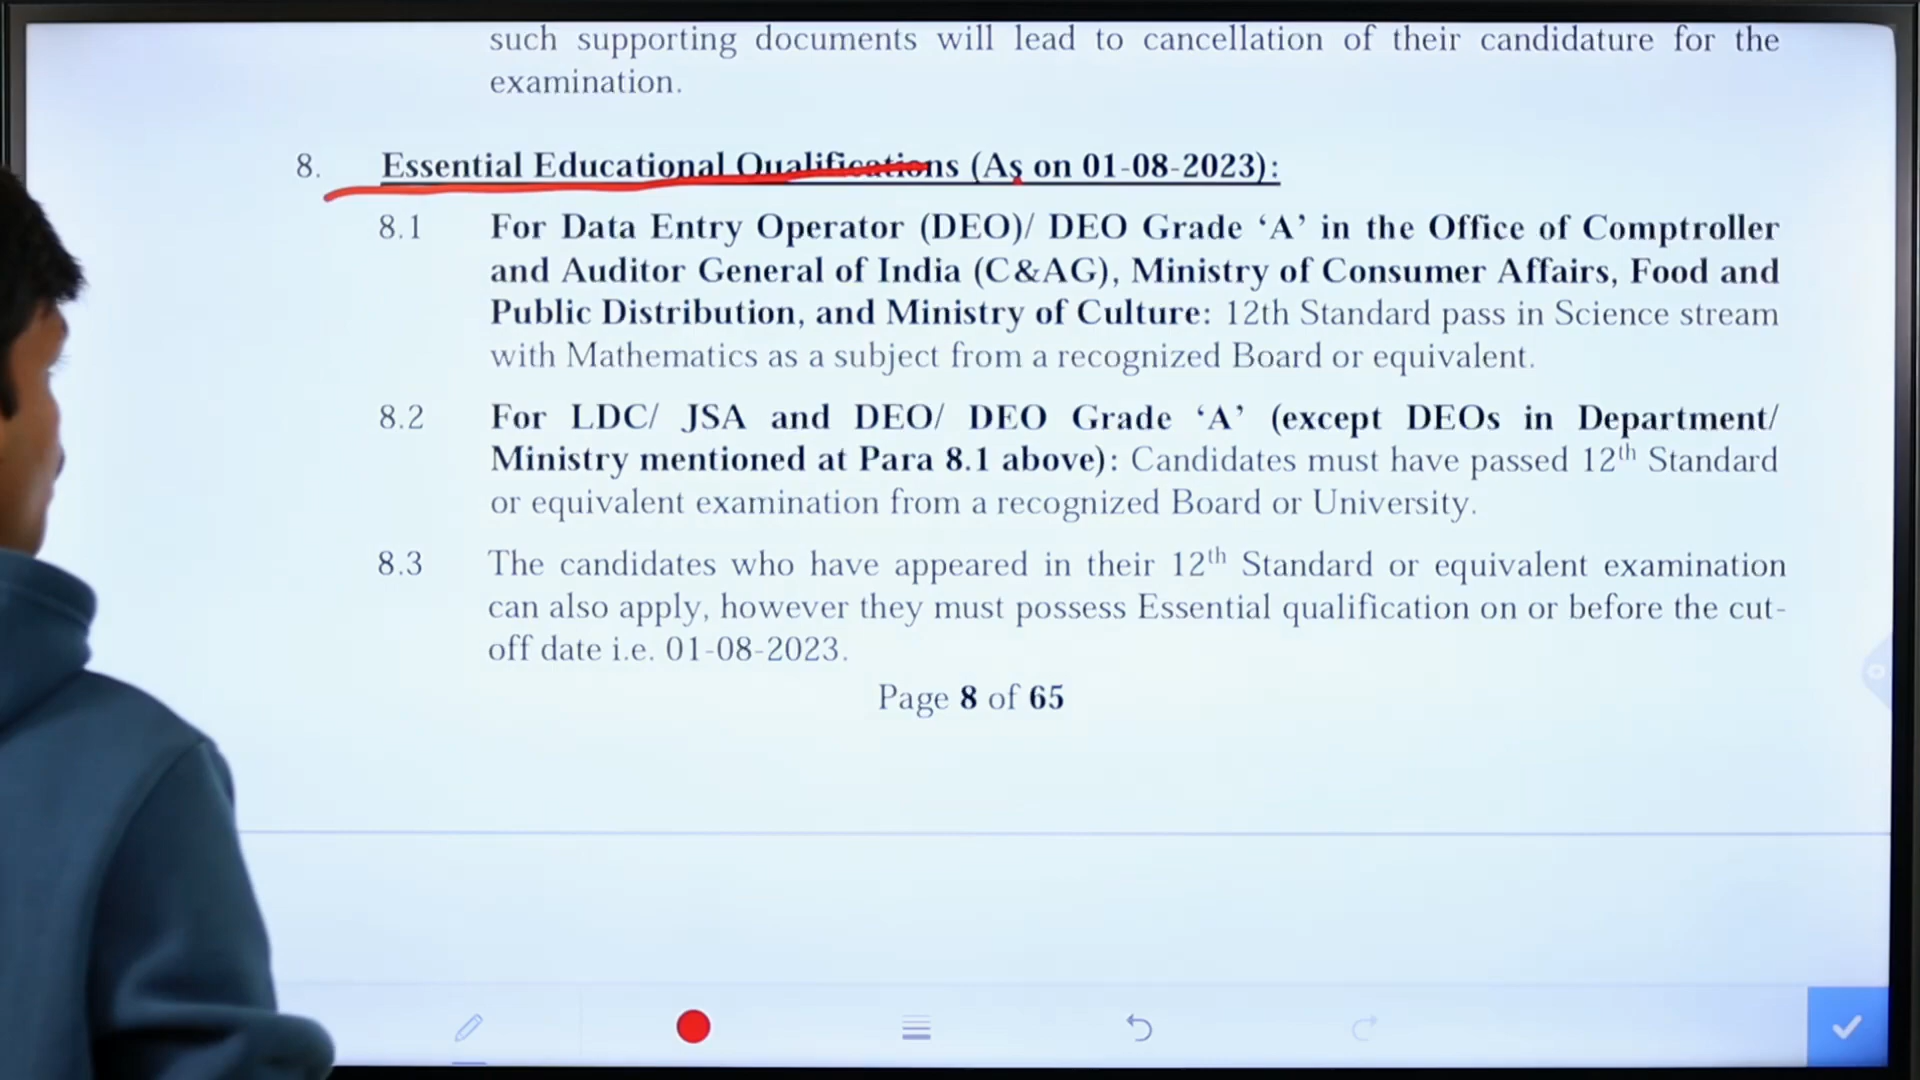 such supporting documents will lead to cancellation of their candidature for the
examination.
8. Essential Educational Qualifications (As on 01-08-2023):
8.1 For Data Entry Operator (DEO)/ DEO Grade ‘A’ in the Office of Comptroller
and Auditor General of India (C&AG), Ministry of Consumer Affairs, Food and
Public Distribution, and Ministry of Culture: 12th Standard pass in Science stream
with Mathematics as a subject from a recognized Board or equivalent.
8.2 For LDC/ JSA and DEO/ DEO Grade ‘A’ (except DEOs in Department/
Ministry mentioned at Para 8.1 above): Candidates must have passed 12th Standard
or equivalent examination from a recognized Board or University.
8.3 The candidates who have appeared in their 12th Standard or equivalent examination
can also apply, however they must possess Essential qualification on or before the cut-
off date i.e. 01-08-2023.
Page 8 of 65